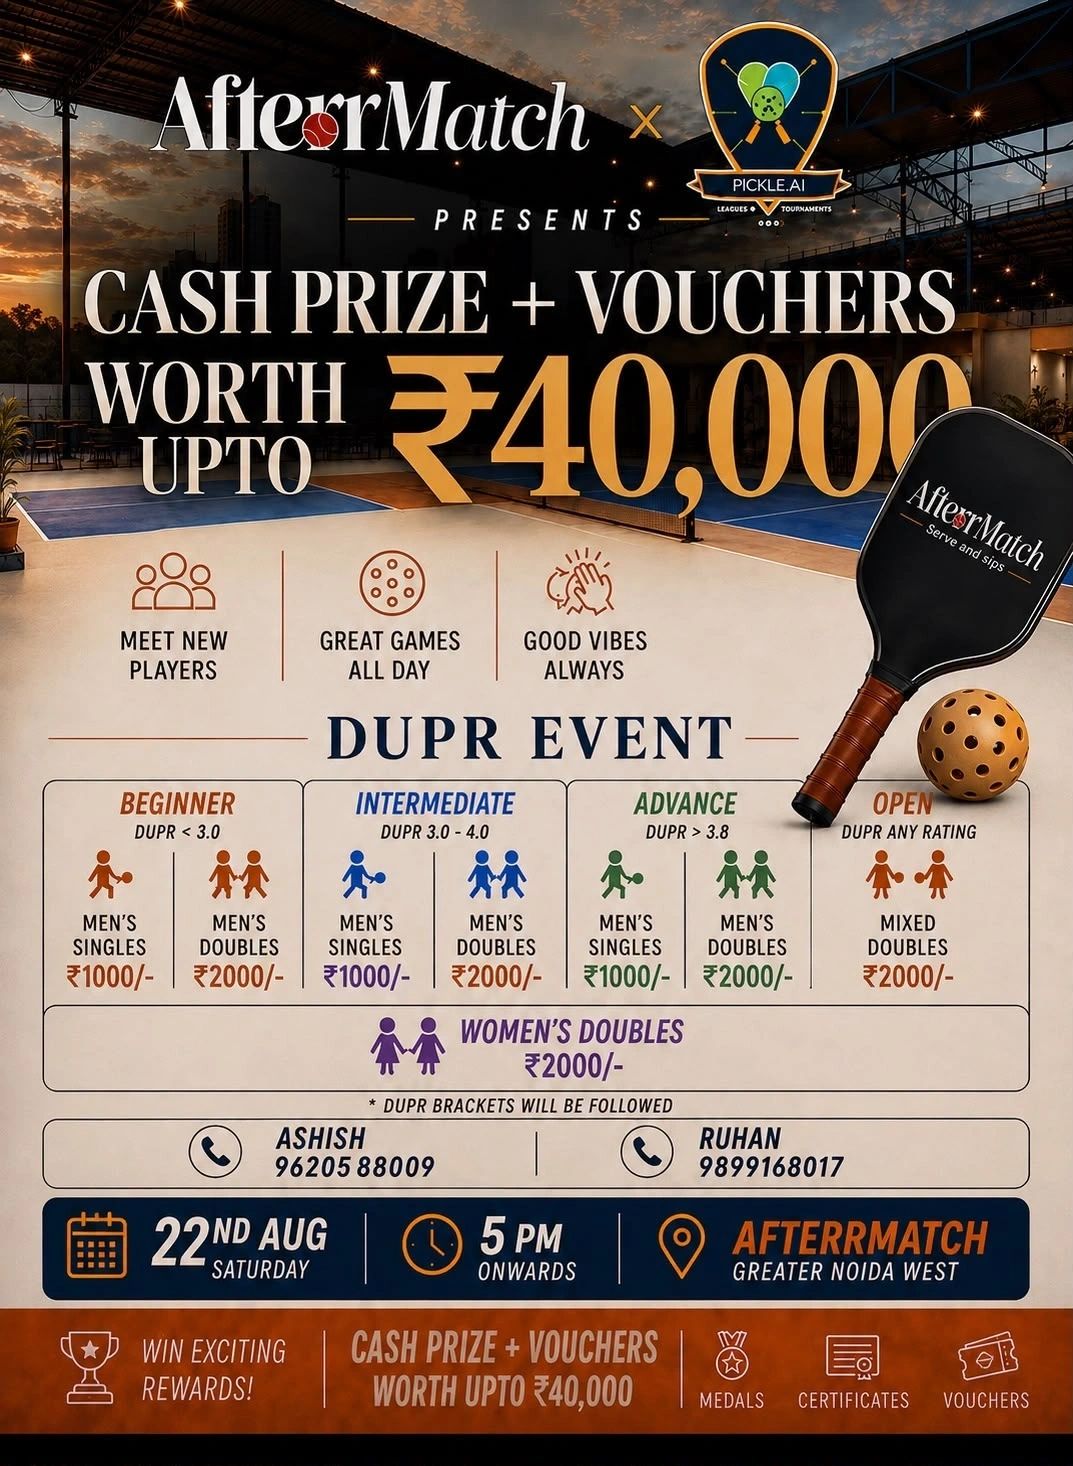 AfterrMatch X
PICKLE.AI
LEAGUES TOURNAMENTS
PRESENTS
CASH PRIZE + VOUCHERS
WORTH UPTO ₹40,000
AfterrMatch
Serve and sips
MEET NEW
PLAYERS
GREAT GAMES
ALL DAY
GOOD VIBES
ALWAYS
DUPR EVENT
BEGINNER
DUPR < 3.0
MEN'S
SINGLES
₹1000/-
MEN'S
DOUBLES
₹2000/-
INTERMEDIATE
DUPR 3.0 - 4.0
MEN'S
SINGLES
₹1000/-
MEN'S
DOUBLES
₹2000/-
ADVANCE
DUPR > 3.8
MEN'S
SINGLES
₹1000/-
MEN'S
DOUBLES
₹2000/-
OPEN
DUPR ANY RATING
MIXED
DOUBLES
₹2000/-
WOMEN'S DOUBLES
₹2000/-
* DUPR BRACKETS WILL BE FOLLOWED
ASHISH
9620588009
RUHAN
9899168017
22ND AUG
SATURDAY
5 PM
ONWARDS
AFTERRMATCH
GREATER NOIDA WEST
WIN EXCITING
REWARDS!
CASH PRIZE + VOUCHERS
WORTH UPTO ₹40,000
MEDALS
CERTIFICATES
VOUCHERS